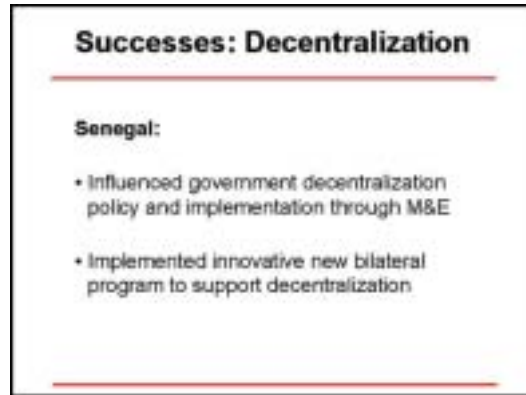 Successes: Decentralization
Senegal:
• Influenced government decentralization
policy and implementation through M&E
• Implemented innovative new bilateral
program to support decentralization